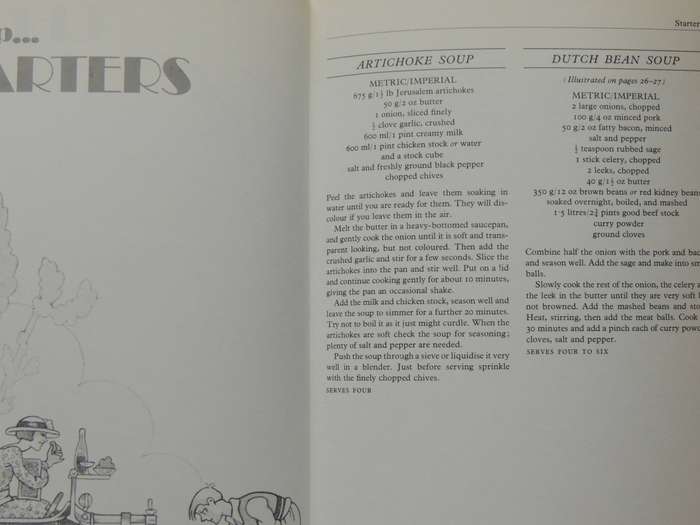 p...
ARTERS
Starter
ARTICHOKE SOUP
METRIC/IMPERIAL
675 g/1½ lb Jerusalem artichokes
50 g/2 oz butter
1 onion, sliced finely
½ clove garlic, crushed
600 ml/1 pint creamy milk
600 ml/1 pint chicken stock or water
and a stock cube
salt and freshly ground black pepper
chopped chives
Peel the artichokes and leave them soaking in
water until you are ready for them. They will dis-
colour if you leave them in the air.
Melt the butter in a heavy-bottomed saucepan,
and gently cook the onion until it is soft and trans-
parent looking, but not coloured. Then add the
crushed garlic and stir for a few seconds. Slice the
artichokes into the pan and stir well. Put on a lid
and continue cooking gently for about 10 minutes,
giving the pan an occasional shake.
Add the milk and chicken stock, season well and
leave the soup to simmer for a further 20 minutes.
Try not to boil it as it just might curdle. When the
artichokes are soft check the soup for seasoning;
plenty of salt and pepper are needed.
Push the soup through a sieve or liquidise it very
well in a blender. Just before serving sprinkle
with the finely chopped chives.
SERVES FOUR
DUTCH BEAN SOUP
(Illustrated on pages 26–27)
METRIC/IMPERIAL
2 large onions, chopped
100 g/4 oz minced pork
50 g/2 oz fatty bacon, minced
salt and pepper
½ teaspoon rubbed sage
1 stick celery, chopped
2 leeks, chopped
40 g/1½ oz butter
350 g/12 oz brown beans or red kidney beans
soaked overnight, boiled, and mashed
1·5 litres/2¾ pints good beef stock
curry powder
ground cloves
Combine half the onion with the pork and bac
and season well. Add the sage and make into sm
balls.
Slowly cook the rest of the onion, the celery a
the leek in the butter until they are very soft b
not browned. Add the mashed beans and sto
Heat, stirring, then add the meat balls. Cook
30 minutes and add a pinch each of curry powd
cloves, salt and pepper.
SERVES FOUR TO SIX